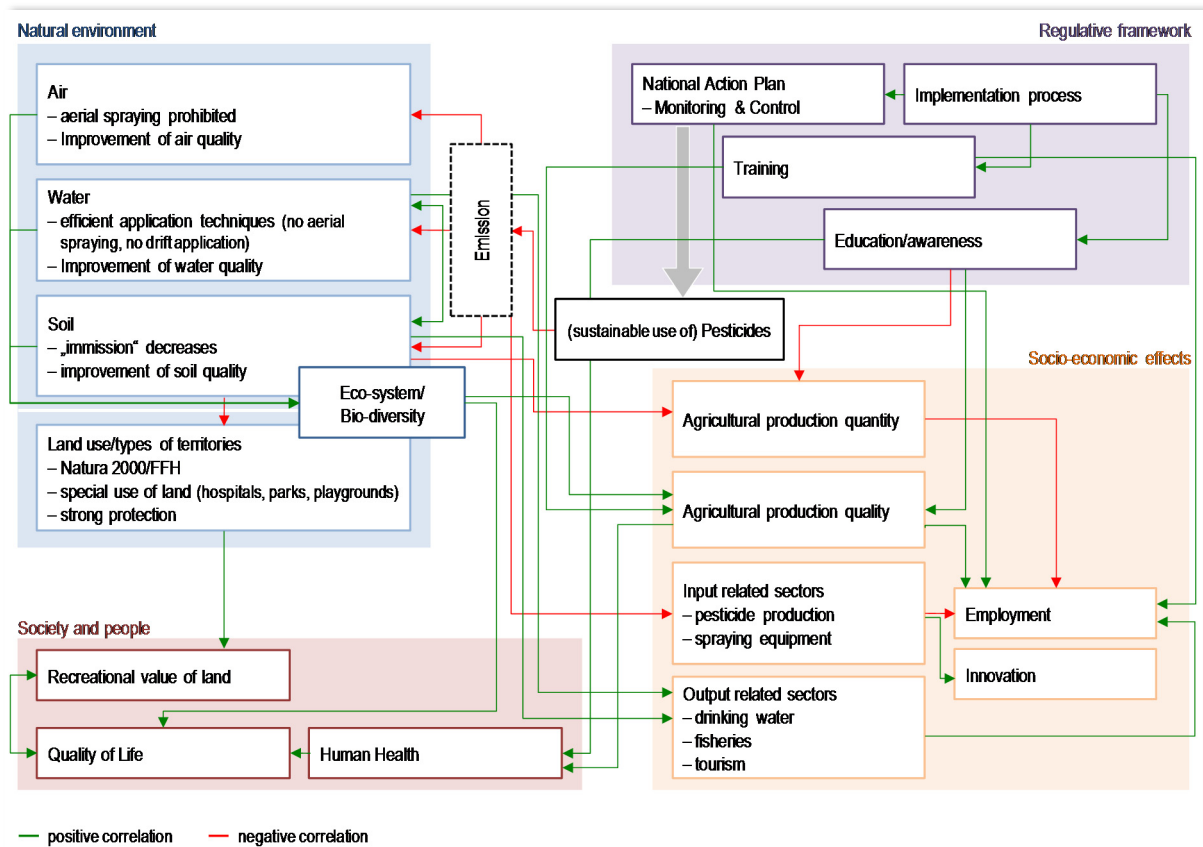 Natural environment
Air
– aerial spraying prohibited
– Improvement of air quality
Water
– efficient application techniques (no aerial
spraying, no drift application)
– Improvement of water quality
Soil
– „immission“ decreases
– improvement of soil quality
Eco-system/
Bio-diversity
Land use/types of territories
– Natura 2000/FFH
– special use of land (hospitals, parks, playgrounds)
– strong protection
Emission
Regulative framework
National Action Plan
– Monitoring & Control
Implementation process
Training
Education/awareness
(sustainable use of) Pesticides
Socio-economic effects
Agricultural production quantity
Agricultural production quality
Input related sectors
– pesticide production
– spraying equipment
Employment
Innovation
Output related sectors
– drinking water
– fisheries
– tourism
Society and people
Recreational value of land
Quality of Life
Human Health
positive correlation
negative correlation